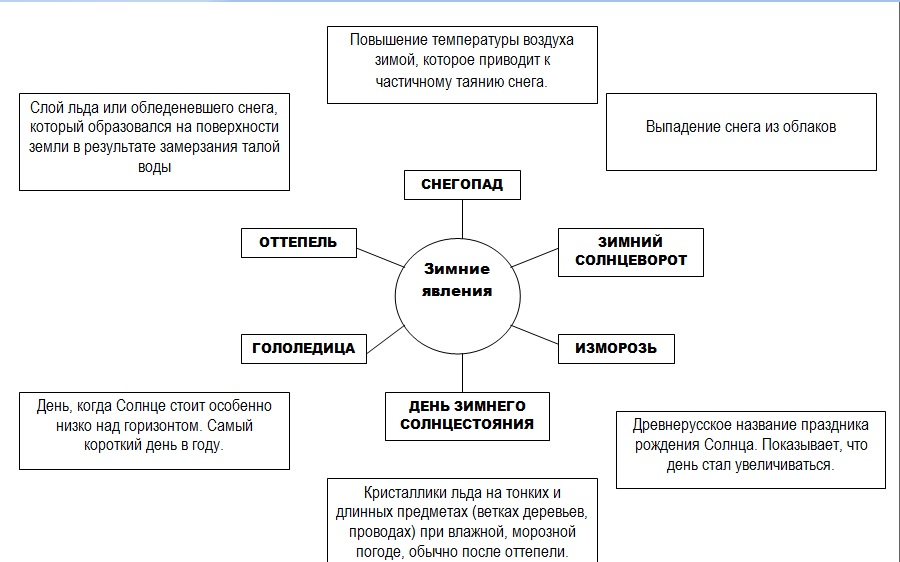 Повышение температуры воздуха
зимой, которое приводит к
частичному таянию снега.
Слой льда или обледеневшего снега,
который образовался на поверхности
земли в результате замерзания талой
воды
Выпадение снега из облаков
СНЕГОПАД
ОТТЕПЕЛЬ
ЗИМНИЙ
СОЛНЦЕВОРОТ
Зимние
явления
ГОЛОЛЕДИЦА
ИЗМОРОЗЬ
ДЕНЬ ЗИМНЕГО
СОЛНЦЕСТОЯНИЯ
День, когда Солнце стоит особенно
низко над горизонтом. Самый
короткий день в году.
Древнерусское название праздника
рождения Солнца. Показывает, что
день стал увеличиваться.
Кристаллики льда на тонких и
длинных предметах (ветках деревьев,
проводах) при влажной, морозной
погоде, обычно после оттепели.